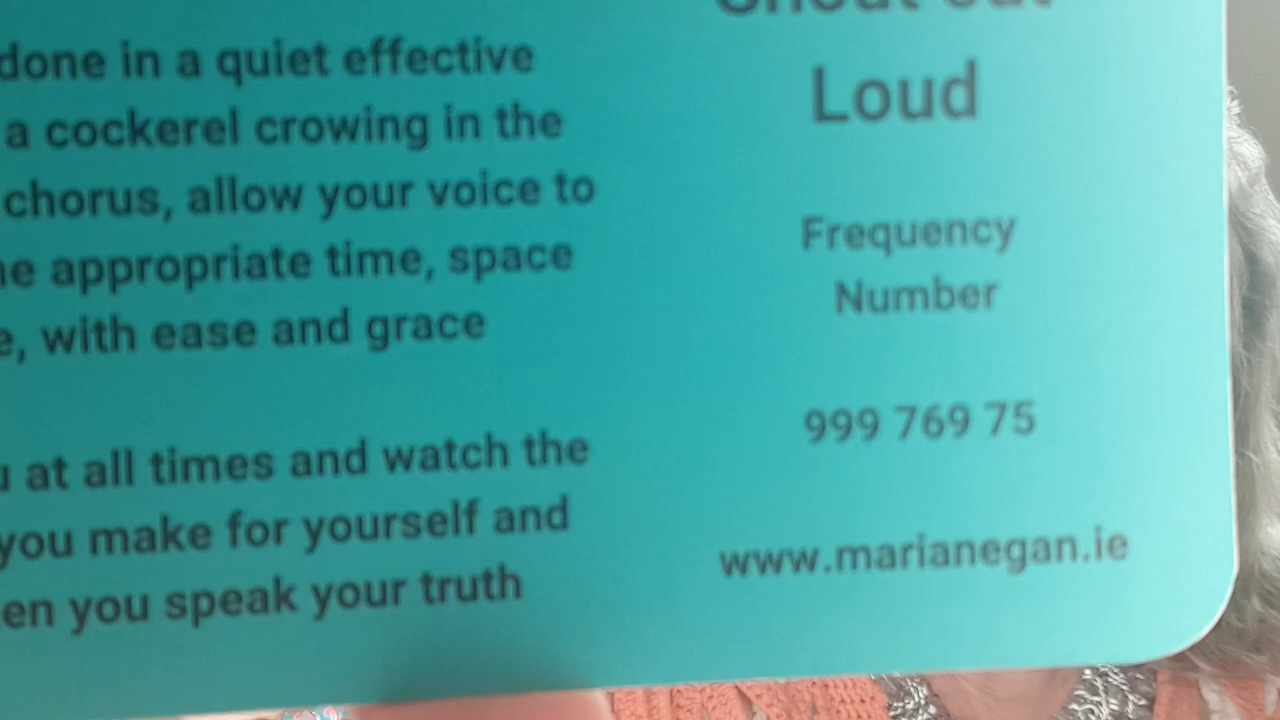 done in a quiet effective
a cockerel crowing in the
chorus, allow your voice to
appropriate time, space
with ease and grace
at all times and watch the
you make for yourself and
you speak your truth
Shout out
Loud
Frequency
Number
999 769 75
www.marianegan.ie